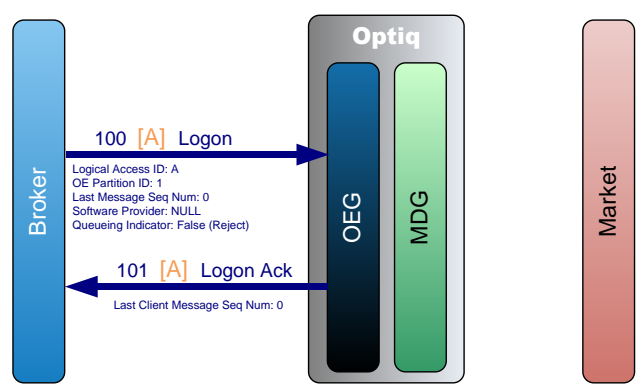 Optiq
100 [A] Logon
Logical Access ID: A
OE Partition ID: 1
Last Message Seq Num: 0
Software Provider: NULL
Queueing Indicator: False (Reject)
Broker
OEG
MDG
Market
101 [A] Logon Ack
Last Client Message Seq Num: 0